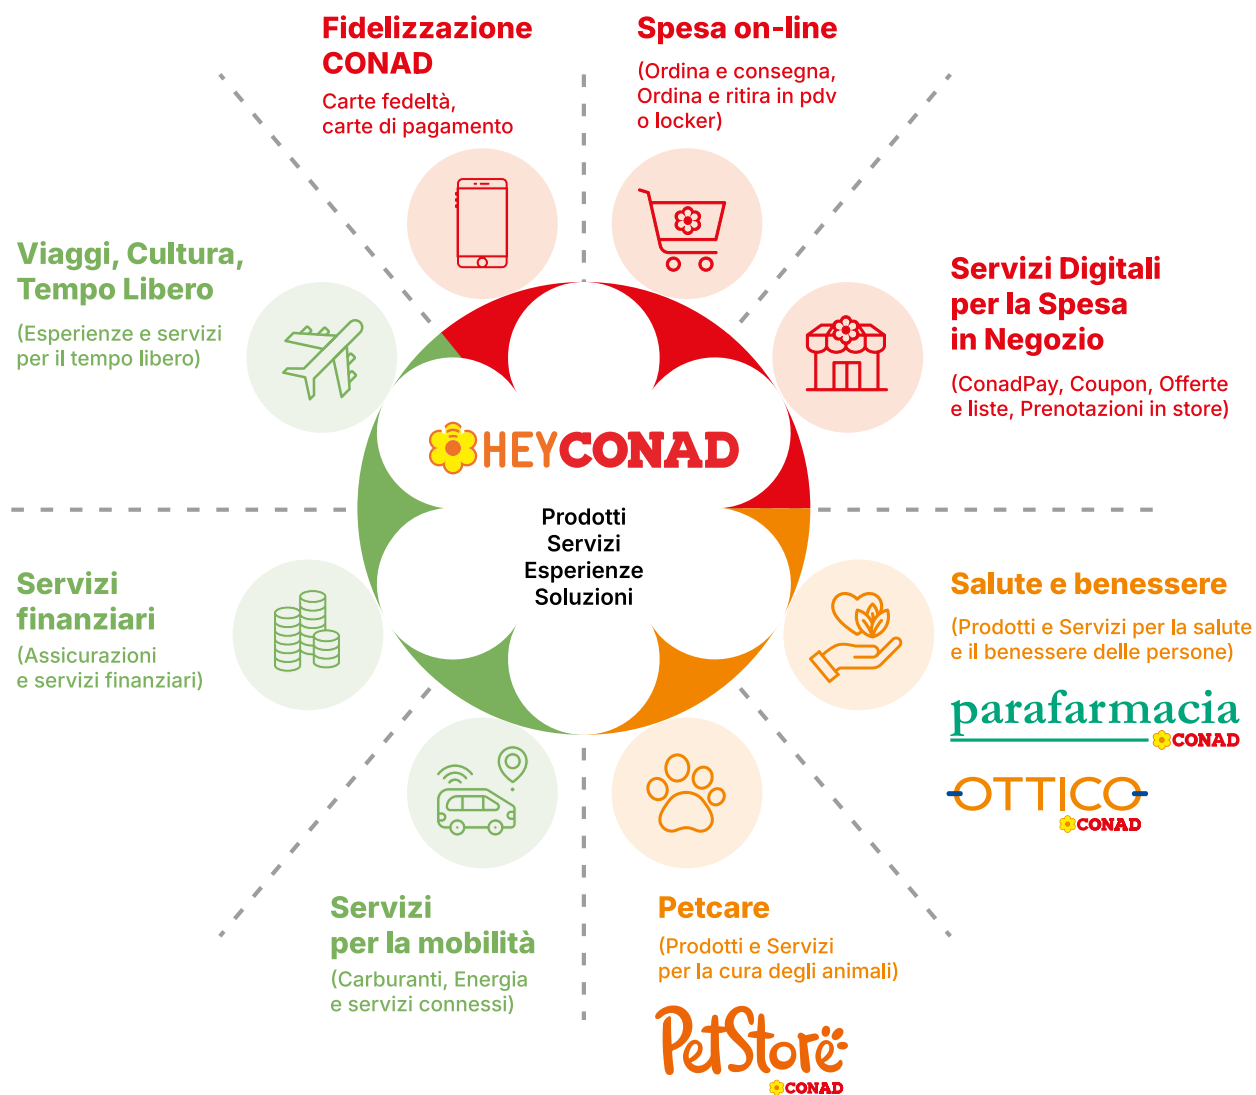 Fidelizzazione
CONAD
Carte fedeltà,
carte di pagamento
Spesa on-line
(Ordina e consegna,
Ordina e ritira in pdv
o locker)
Servizi Digitali
per la Spesa
in Negozio
(ConadPay, Coupon, Offerte
e liste, Prenotazioni in store)
Salute e benessere
(Prodotti e Servizi per la salute
e il benessere delle persone)
parafarmacia
CONAD
OTTICO
CONAD
Petcare
(Prodotti e Servizi
per la cura degli animali)
PetStore
CONAD
Servizi
per la mobilità
(Carburanti, Energia
e servizi connessi)
Servizi
finanziari
(Assicurazioni
e servizi finanziari)
Viaggi, Cultura,
Tempo Libero
(Esperienze e servizi
per il tempo libero)
HEYCONAD
Prodotti
Servizi
Esperienze
Soluzioni